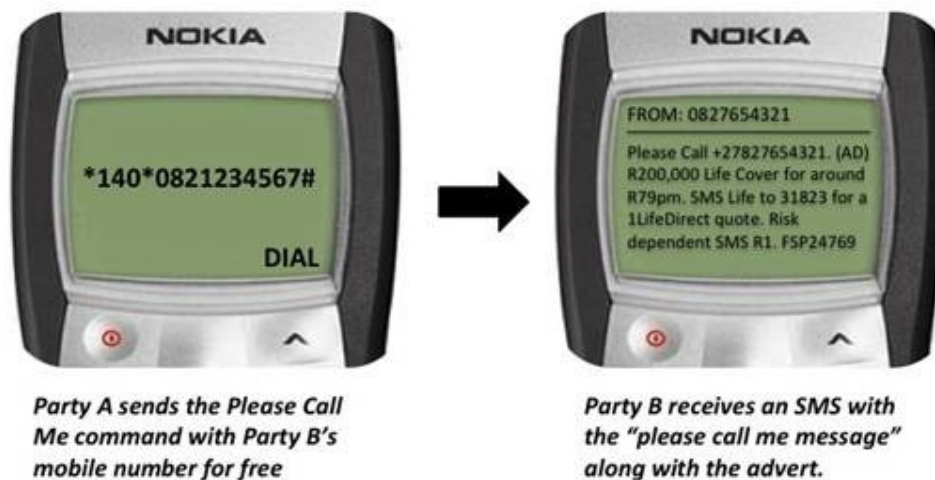 NOKIA
*140*0821234567#
DIAL
Party A sends the Please Call
Me command with Party B's
mobile number for free
NOKIA
FROM: 0827654321
Please Call +27827654321. (AD)
R200,000 Life Cover for around
R79pm. SMS Life to 31823 for a
1LifeDirect quote. Risk
dependent SMS R1. FSP24769
Party B receives an SMS with
the “please call me message”
along with the advert.